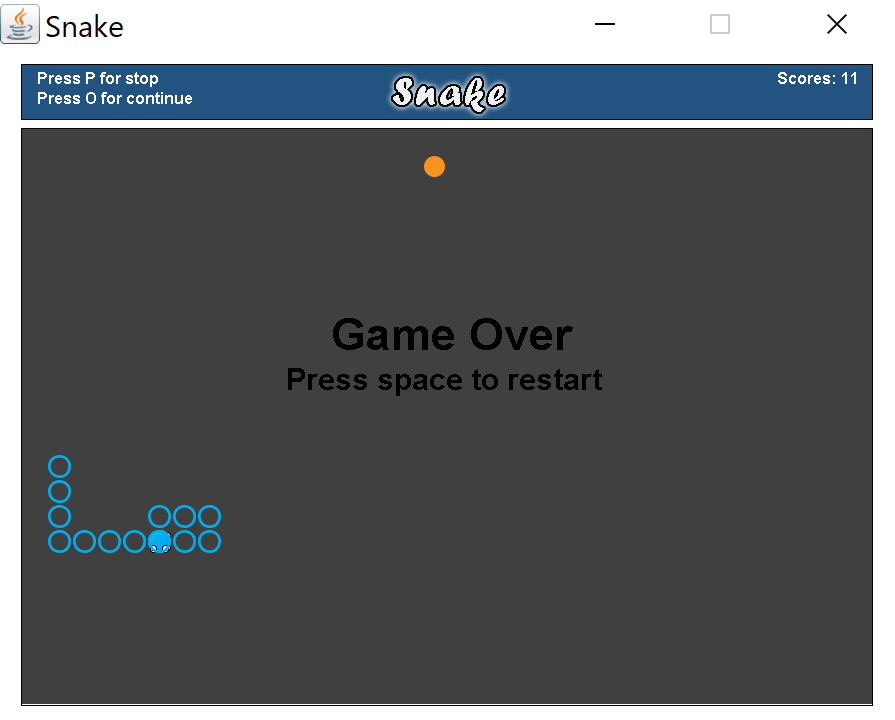 Snake
Press P for stop
Press O for continue
Snake
Scores: 11
Game Over
Press space to restart